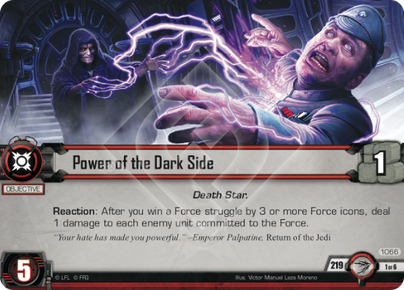 Power of the Dark Side
1
OBJECTIVE
Death Star.
Reaction: After you win a Force struggle by 3 or more Force icons, deal
1 damage to each enemy unit committed to the Force.
“Your hate has made you powerful.” –Emperor Palpatine, Return of the Jedi
1066
219
1 of 6
5
© LFL © FFG
Illus. Victor Manuel Leza Moreno